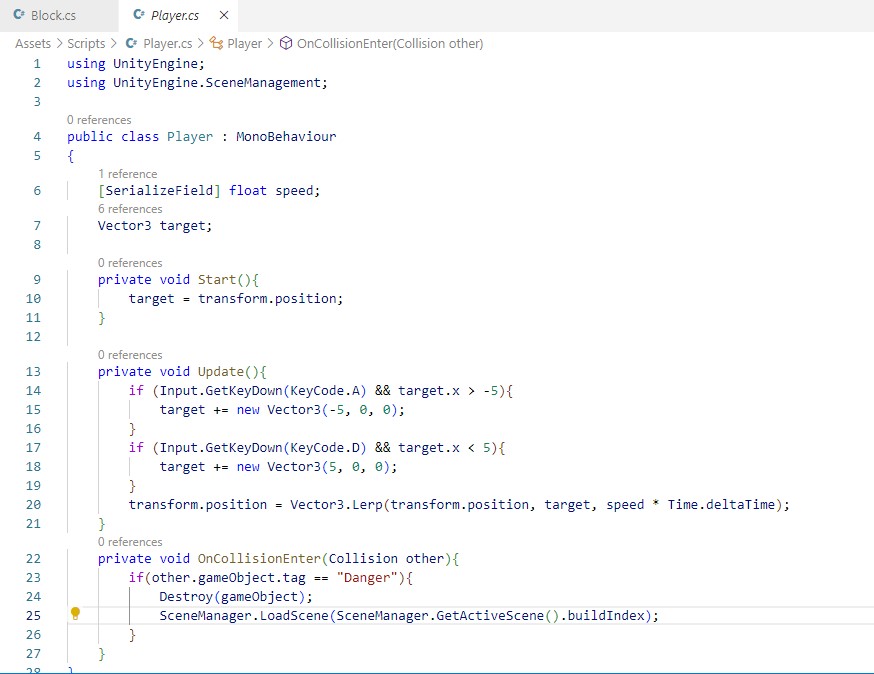 Block.cs Player.cs
Assets > Scripts > Player.cs > Player > OnCollisionEnter(Collision other)
1 using UnityEngine;
2 using UnityEngine.SceneManagement;
3
0 references
4 public class Player : MonoBehaviour
5 {
1 reference
6 [SerializeField] float speed;
6 references
7 Vector3 target;
8
0 references
9 private void Start(){
10 target = transform.position;
11 }
12
0 references
13 private void Update(){
14 if (Input.GetKeyDown(KeyCode.A) && target.x > -5){
15 target += new Vector3(-5, 0, 0);
16 }
17 if (Input.GetKeyDown(KeyCode.D) && target.x < 5){
18 target += new Vector3(5, 0, 0);
19 }
20 transform.position = Vector3.Lerp(transform.position, target, speed * Time.deltaTime);
21 }
0 references
22 private void OnCollisionEnter(Collision other){
23 if(other.gameObject.tag == "Danger"){
24 Destroy(gameObject);
25 SceneManager.LoadScene(SceneManager.GetActiveScene().buildIndex);
26 }
27 }
28 }